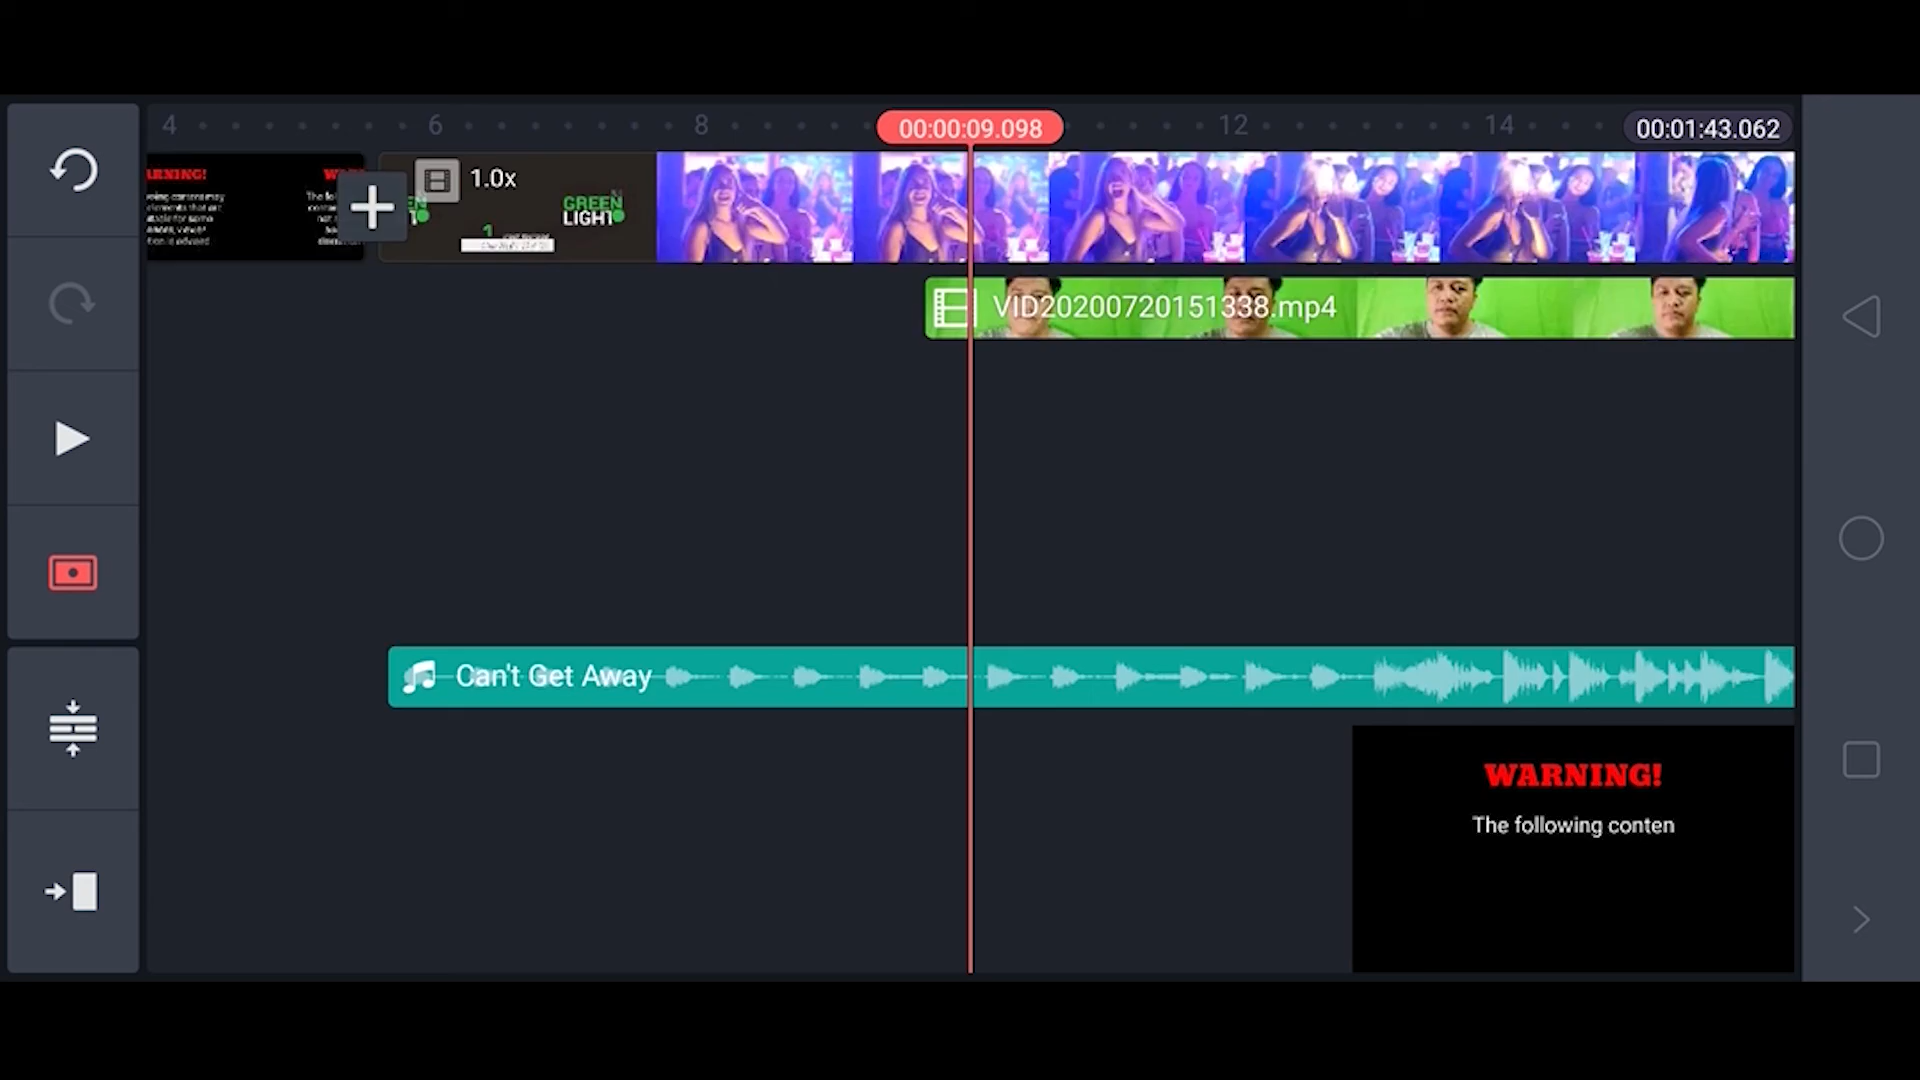 4 6 8 00:00:09.098 12 14 00:01:43.062
WARNING!
1.0x
GREEN
LIGHT
1
VID20200720151338.mp4
Can't Get Away
WARNING!
The following conten